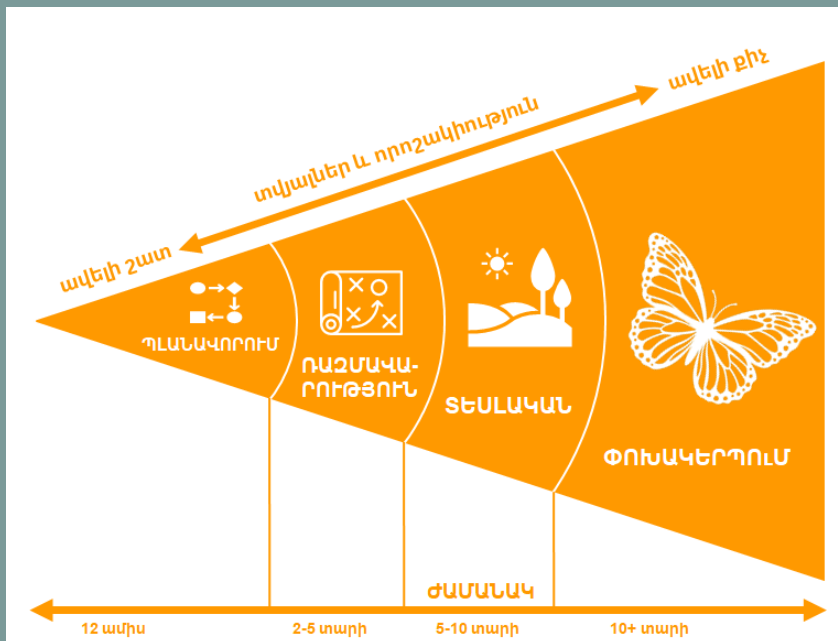 ավելի քիչ
տվյալներ և որոշակիություն
ավելի շատ
ՊԼԱՆԱՎՈՐՈՒՄ
ՌԱԶՄԱՎԱ-
ՐՈՒԹՅՈՒՆ
ՏԵՍԼԱԿԱՆ
ՓՈԽԱԿԵՐՊՈւՄ
ԺԱՄԱՆԱԿ
12 ամիս
2-5 տարի
5-10 տարի
10+ տարի